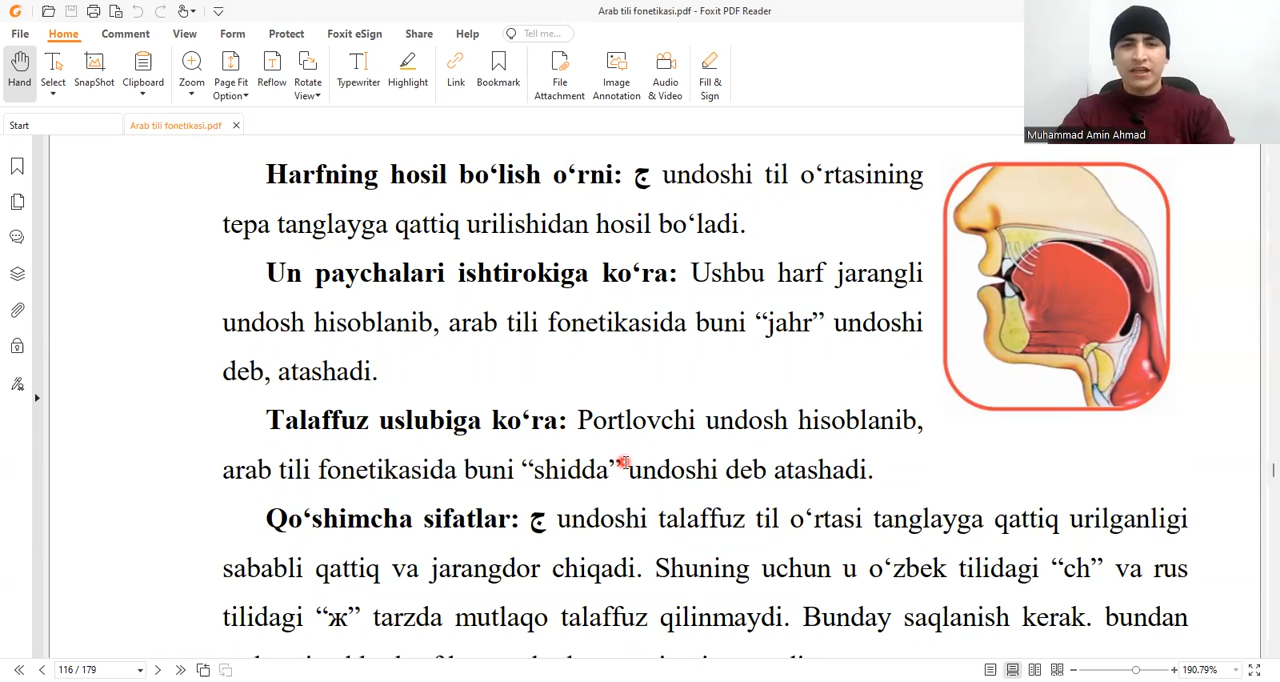 Arab tili fonetikasi.pdf - Foxit PDF Reader
File Home Comment View Form Protect Foxit eSign Share Help Tell me...
Hand Select SnapShot Clipboard Zoom Page Fit Option Reflow Rotate View Typewriter Highlight Link Bookmark File Attachment Image Annotation Audio & Video Fill & Sign
Muhammad Amin Ahmad
Start Arab tili fonetikasi.pdf
Harfning hosil bo‘lish o‘rni: ج undoshi til o‘rtasining
tepa tanglayga qattiq urilishidan hosil bo‘ladi.
Un paychalari ishtirokiga ko‘ra: Ushbu harf jarangli
undosh hisoblanib, arab tili fonetikasida buni “jahr” undoshi
deb, atashadi.
Talaffuz uslubiga ko‘ra: Portlovchi undosh hisoblanib,
arab tili fonetikasida buni “shidda” undoshi deb atashadi.
Qo‘shimcha sifatlar: ج undoshi talaffuz til o‘rtasi tanglayga qattiq urilganligi
sababli qattiq va jarangdor chiqadi. Shuning uchun u o‘zbek tilidagi “ch” va rus
tilidagi “ж” tarzda mutlaqo talaffuz qilinmaydi. Bunday saqlanish kerak. bundan
116 / 179 190.79%